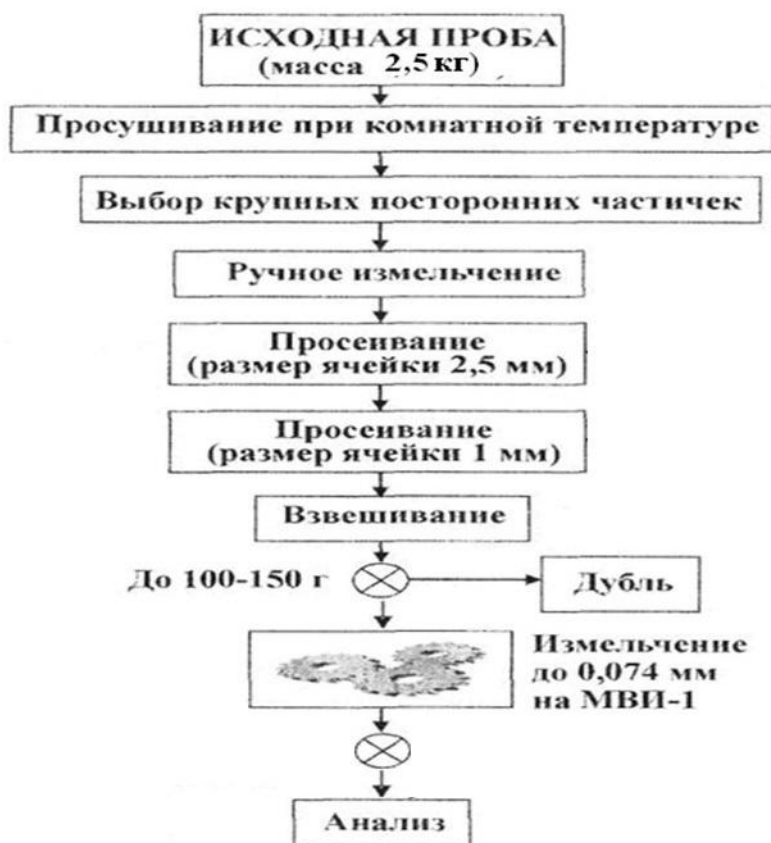 ИСХОДНАЯ ПРОБА
(масса 2,5 кг)
Просушивание при комнатной температуре
Выбор крупных посторонних частичек
Ручное измельчение
Просеивание
(размер ячейки 2,5 мм)
Просеивание
(размер ячейки 1 мм)
Взвешивание
До 100-150 г
Дубль
Измельчение
до 0,074 мм
на МВИ-1
Анализ